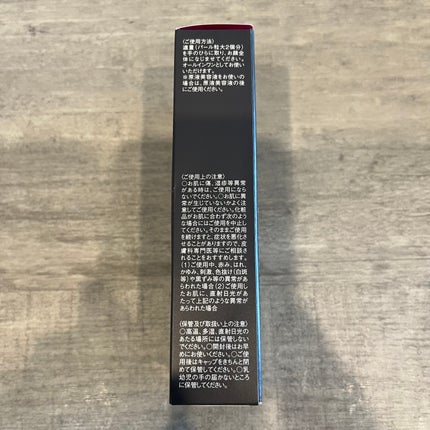 〈ご使用方法〉
適量（パール粒大2個分）
を手のひらに取り、お顔全
体になじませてください。
オールインワンとしてお使い
いただけます。
※原液美容液をお使いの
場合は、原液美容液の後
にご使用ください。
〈ご使用上の注意〉
○お肌に傷、湿疹等異常
がある時は、ご使用になら
ないでください。○お肌に異
常が生じていないかよく注
意してご使用ください。化粧
品がお肌に合わず次のよう
な場合にはご使用を中止し
てください。そのままご使用
を続けますと、症状を悪化さ
せることがありますので、皮
膚科専門医等にご相談さ
れることをおすすめします。
（1）ご使用中、赤み、はれ、
かゆみ、刺激、色抜け（白斑
等）や黒ずみ等の異常があ
らわれた場合（2）ご使用し
たお肌に、直射日光があ
たって上記のような異常が
あらわれた場合
〈保管及び取扱い上の注意〉
○高温、多湿、直射日光の
あたる場所には保管しない
でください。○開封後はお早
めにお使いください。○ご使
用後はキャップをきちんと閉
めて保管してください。○乳
幼児の手の届かないところ
に保管してください。